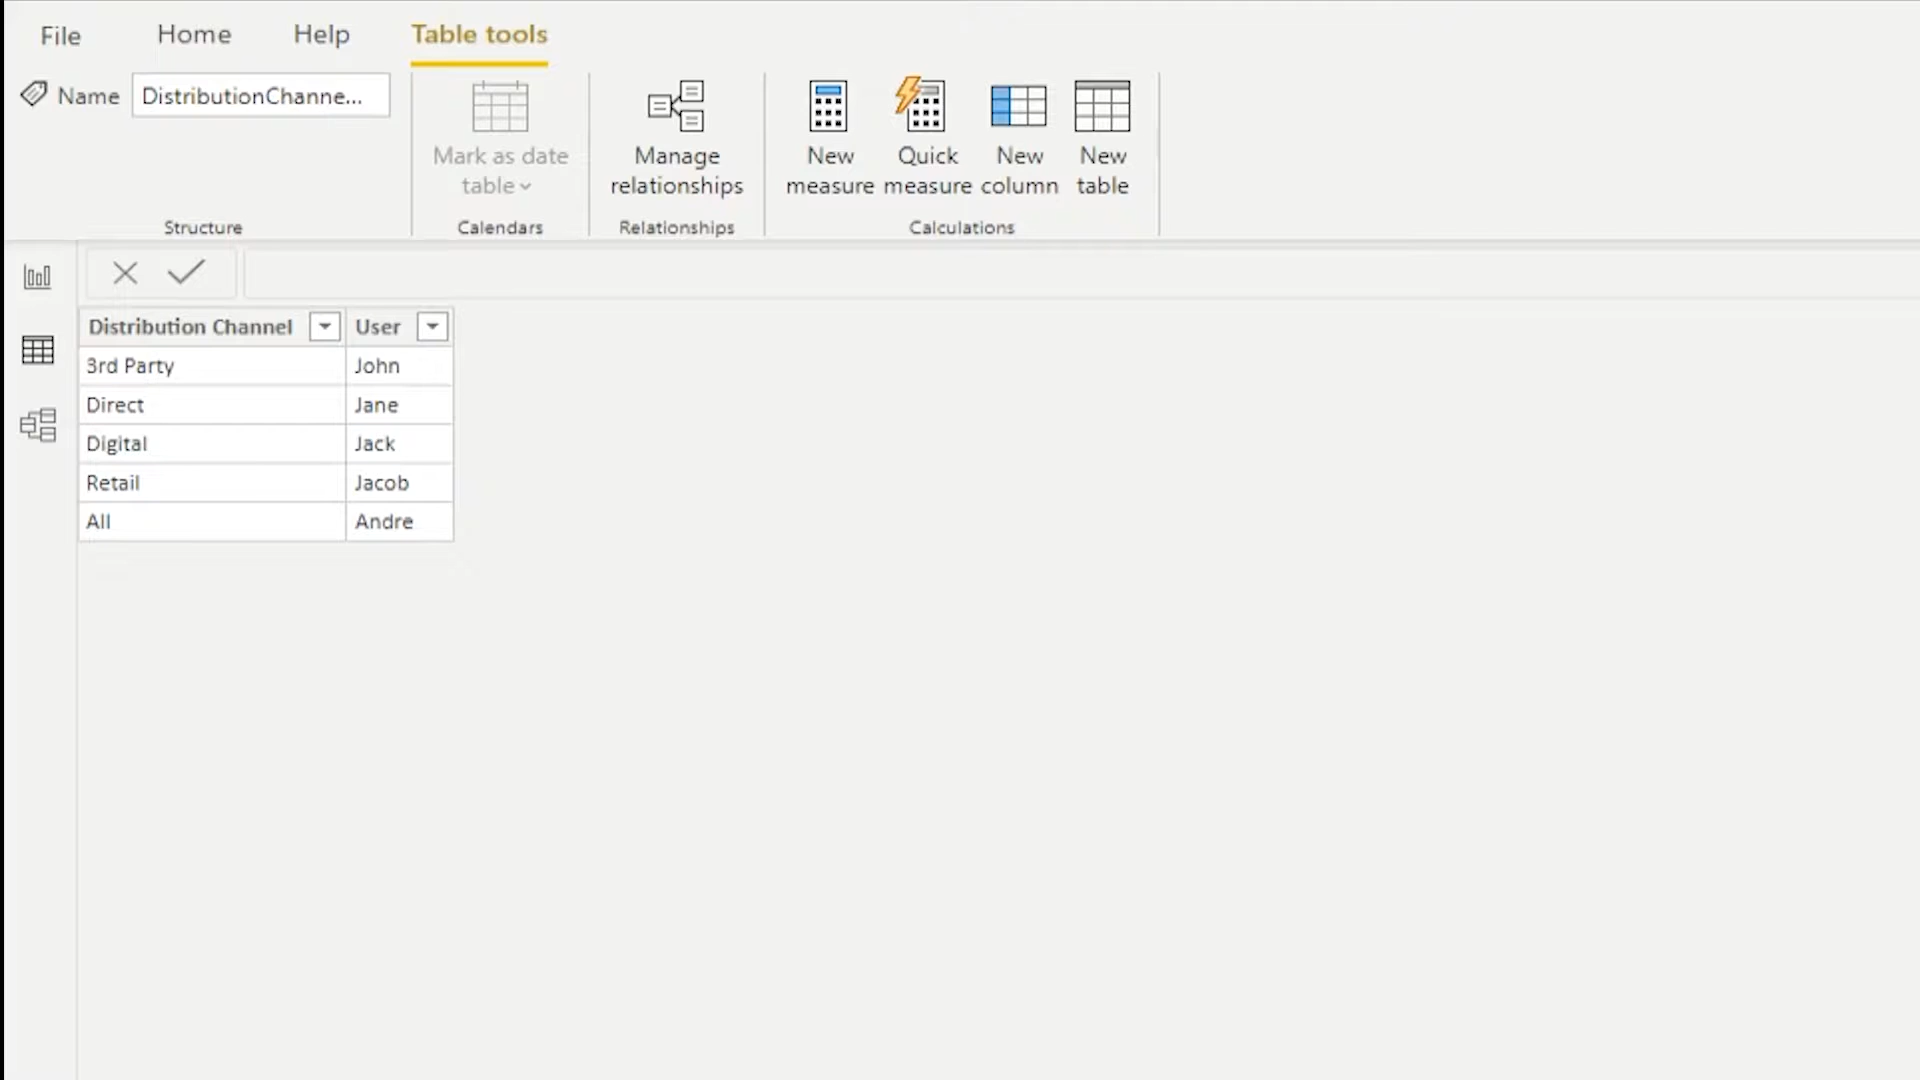 File Home Help Table tools
Name DistributionChanne...
Mark as date table
Manage relationships
New measure
Quick measure
New column
New table
Structure Calendars Relationships Calculations
Distribution Channel User
3rd Party John
Direct Jane
Digital Jack
Retail Jacob
All Andre